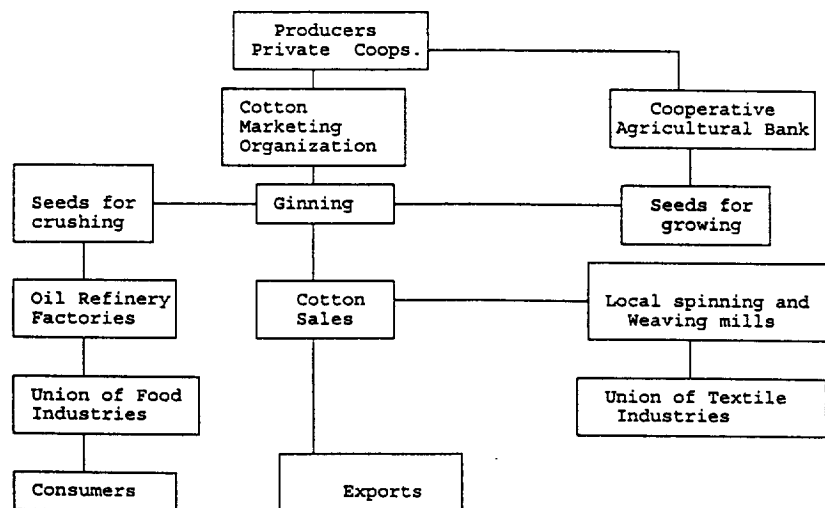 Producers
Private Coops.
Cotton
Marketing
Organization
Cooperative
Agricultural Bank
Seeds for
crushing
Ginning
Seeds for
growing
Oil Refinery
Factories
Cotton
Sales
Local spinning and
Weaving mills
Union of Food
Industries
Union of Textile
Industries
Consumers
Exports